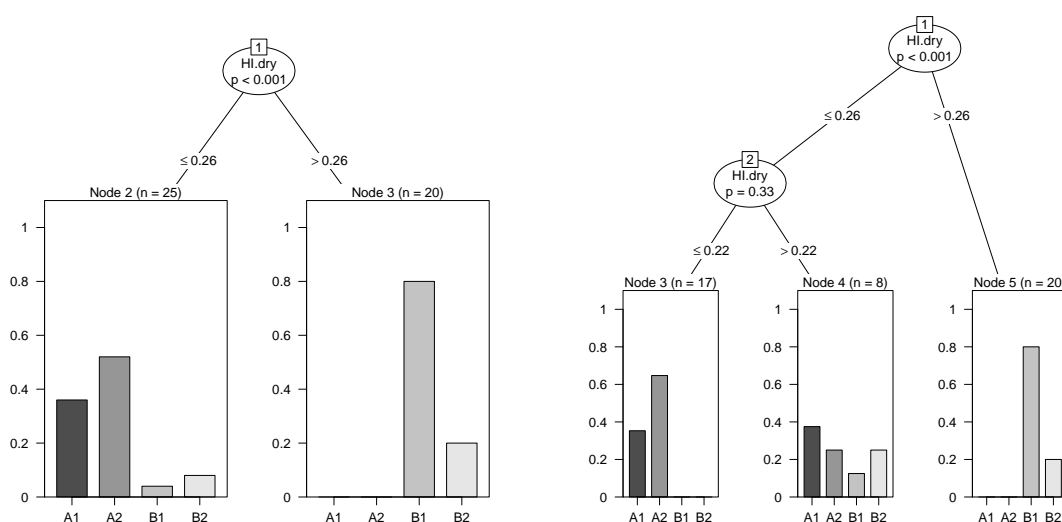 1
HI.dry
p < 0.001
≤ 0.26
> 0.26
Node 2 (n = 25)
1
0.8
0.6
0.4
0.2
0
A1 A2 B1 B2
Node 3 (n = 20)
1
0.8
0.6
0.4
0.2
0
A1 A2 B1 B2
1
HI.dry
p < 0.001
≤ 0.26
> 0.26
2
HI.dry
p = 0.33
≤ 0.22
> 0.22
Node 3 (n = 17)
1
0.8
0.6
0.4
0.2
0
A1 A2 B1 B2
Node 4 (n = 8)
1
0.8
0.6
0.4
0.2
0
A1 A2 B1 B2
Node 5 (n = 20)
1
0.8
0.6
0.4
0.2
0
A1 A2 B1 B2